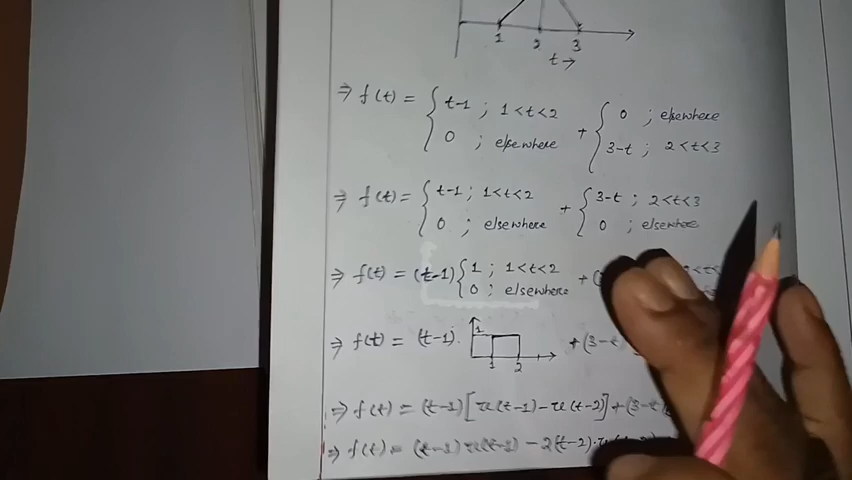 1 2 3
t→
⇒ f(t) = { t-1 ; 1<t<2 + { 0 ; elsewhere
0 ; elsewhere 3-t ; 2<t<3
⇒ f(t) = { t-1 ; 1<t<2 + { 3-t ; 2<t<3
0 ; elsewhere 0 ; elsewhere
⇒ f(t) = (t-1) { 1 ; 1<t<2 + (
0 ; elsewhere
⇒ f(t) = (t-1). 1 1 2 + (3-t)
⇒ f(t) = (t-1)[u(t-1) - u(t-2)] + (3-t)
⇒ f(t) = (t-1)u(t-1) - 2(t-2).u(